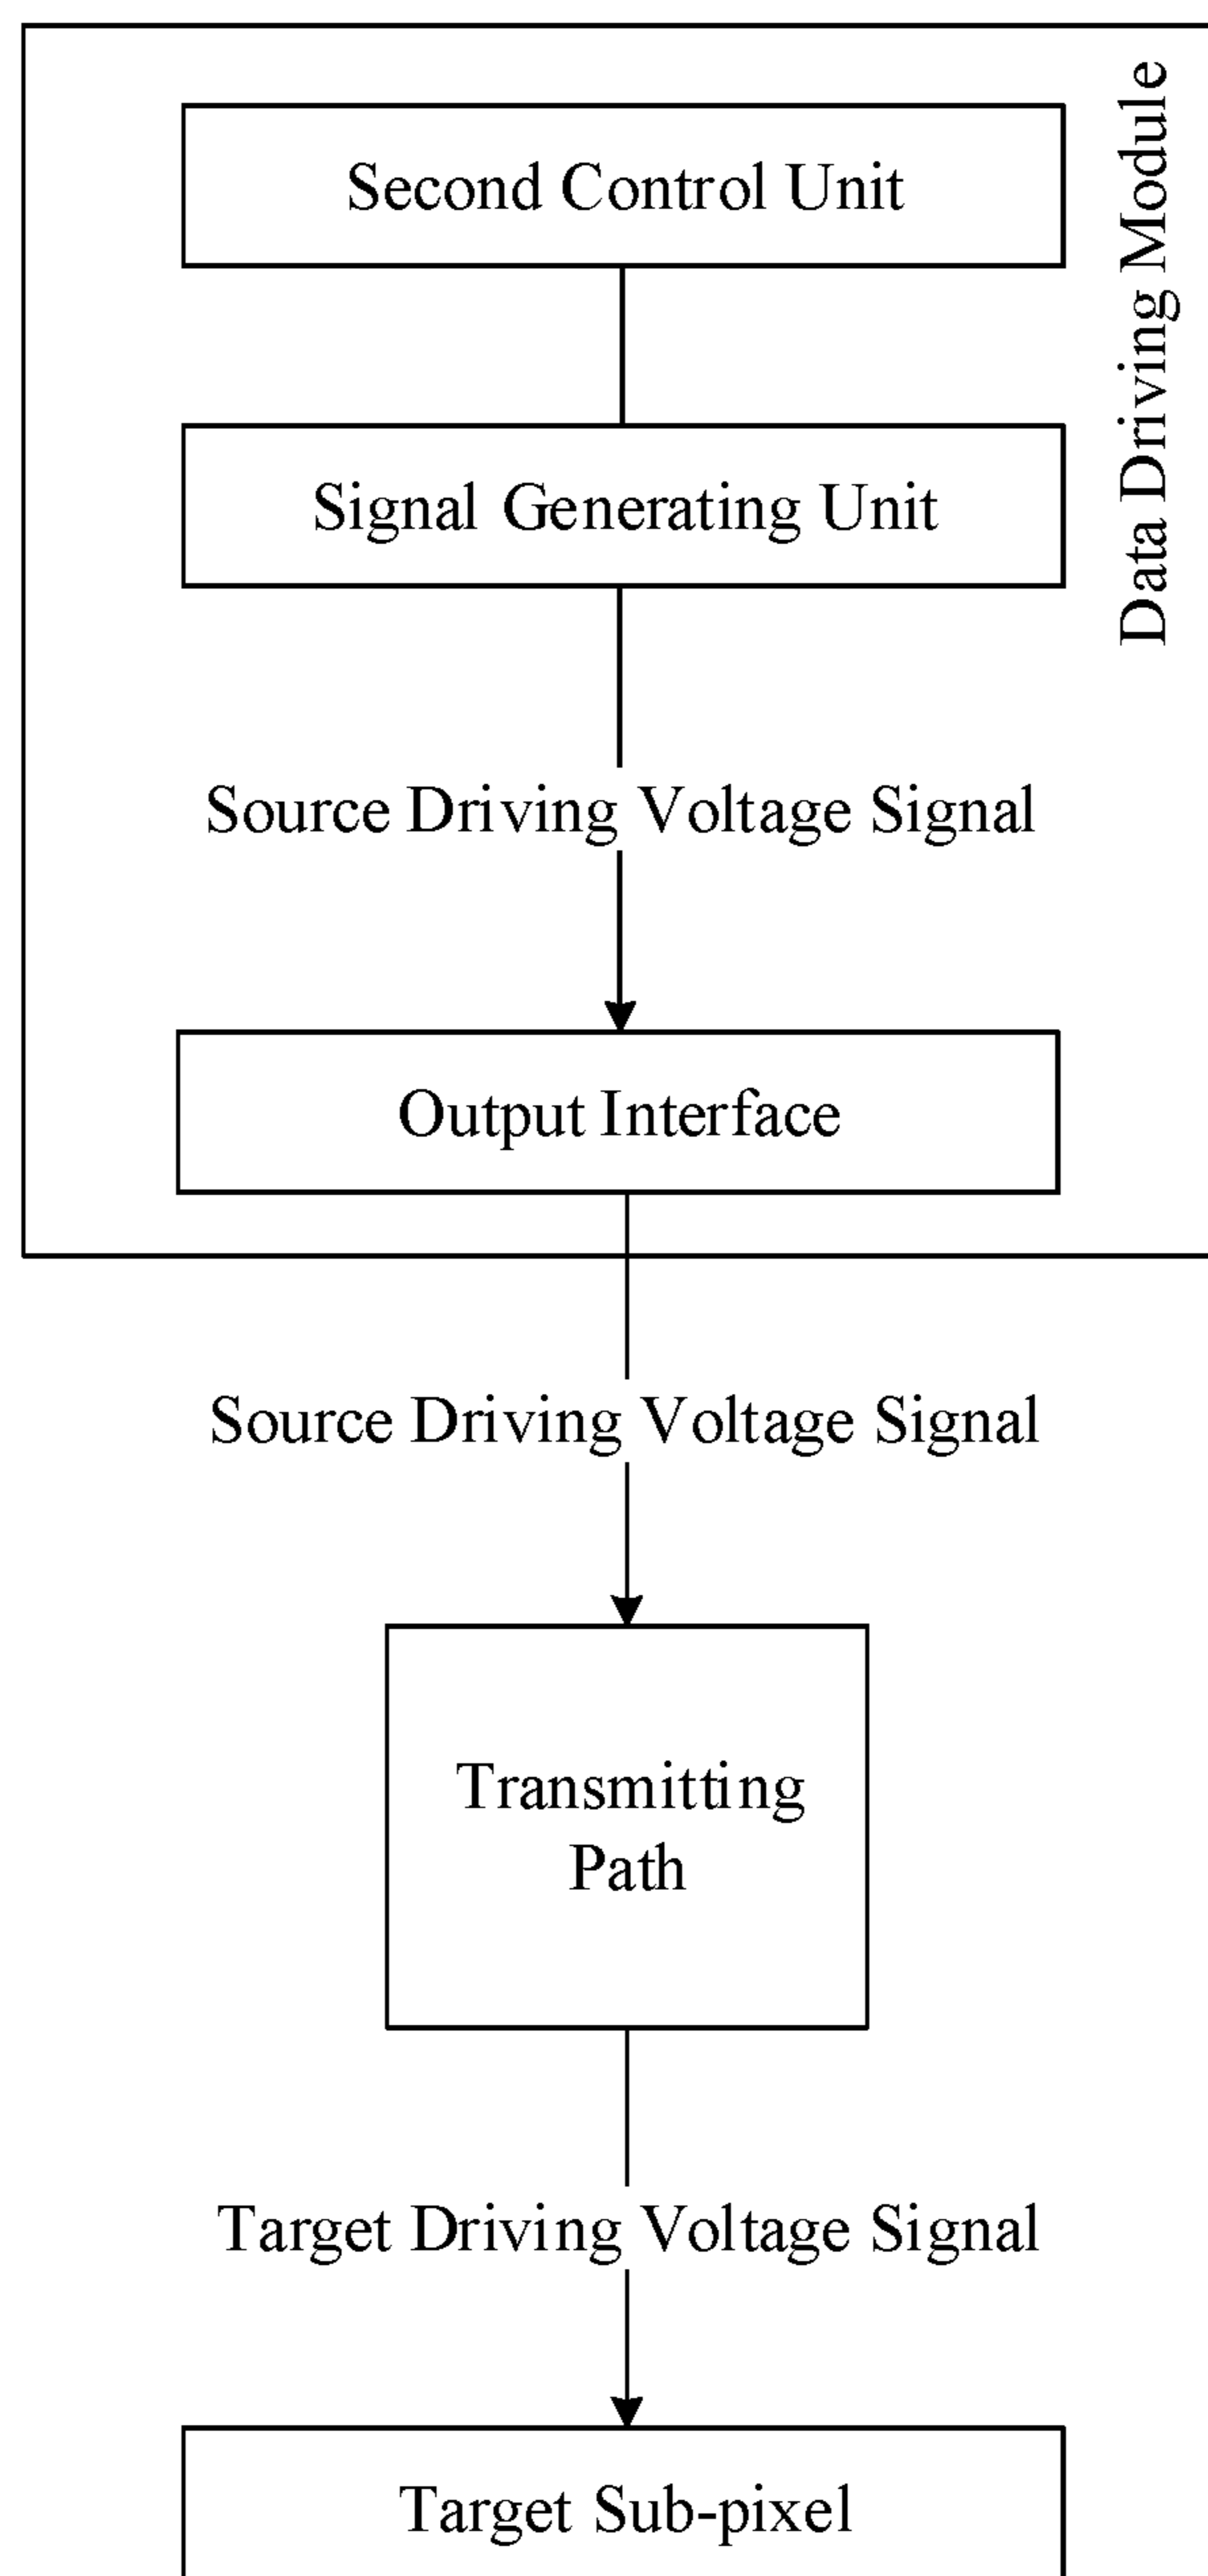 Data Driving Module
Second Control Unit
Signal Generating Unit
Source Driving Voltage Signal
Output Interface
Source Driving Voltage Signal
Transmitting
Path
Target Driving Voltage Signal
Target Sub-pixel